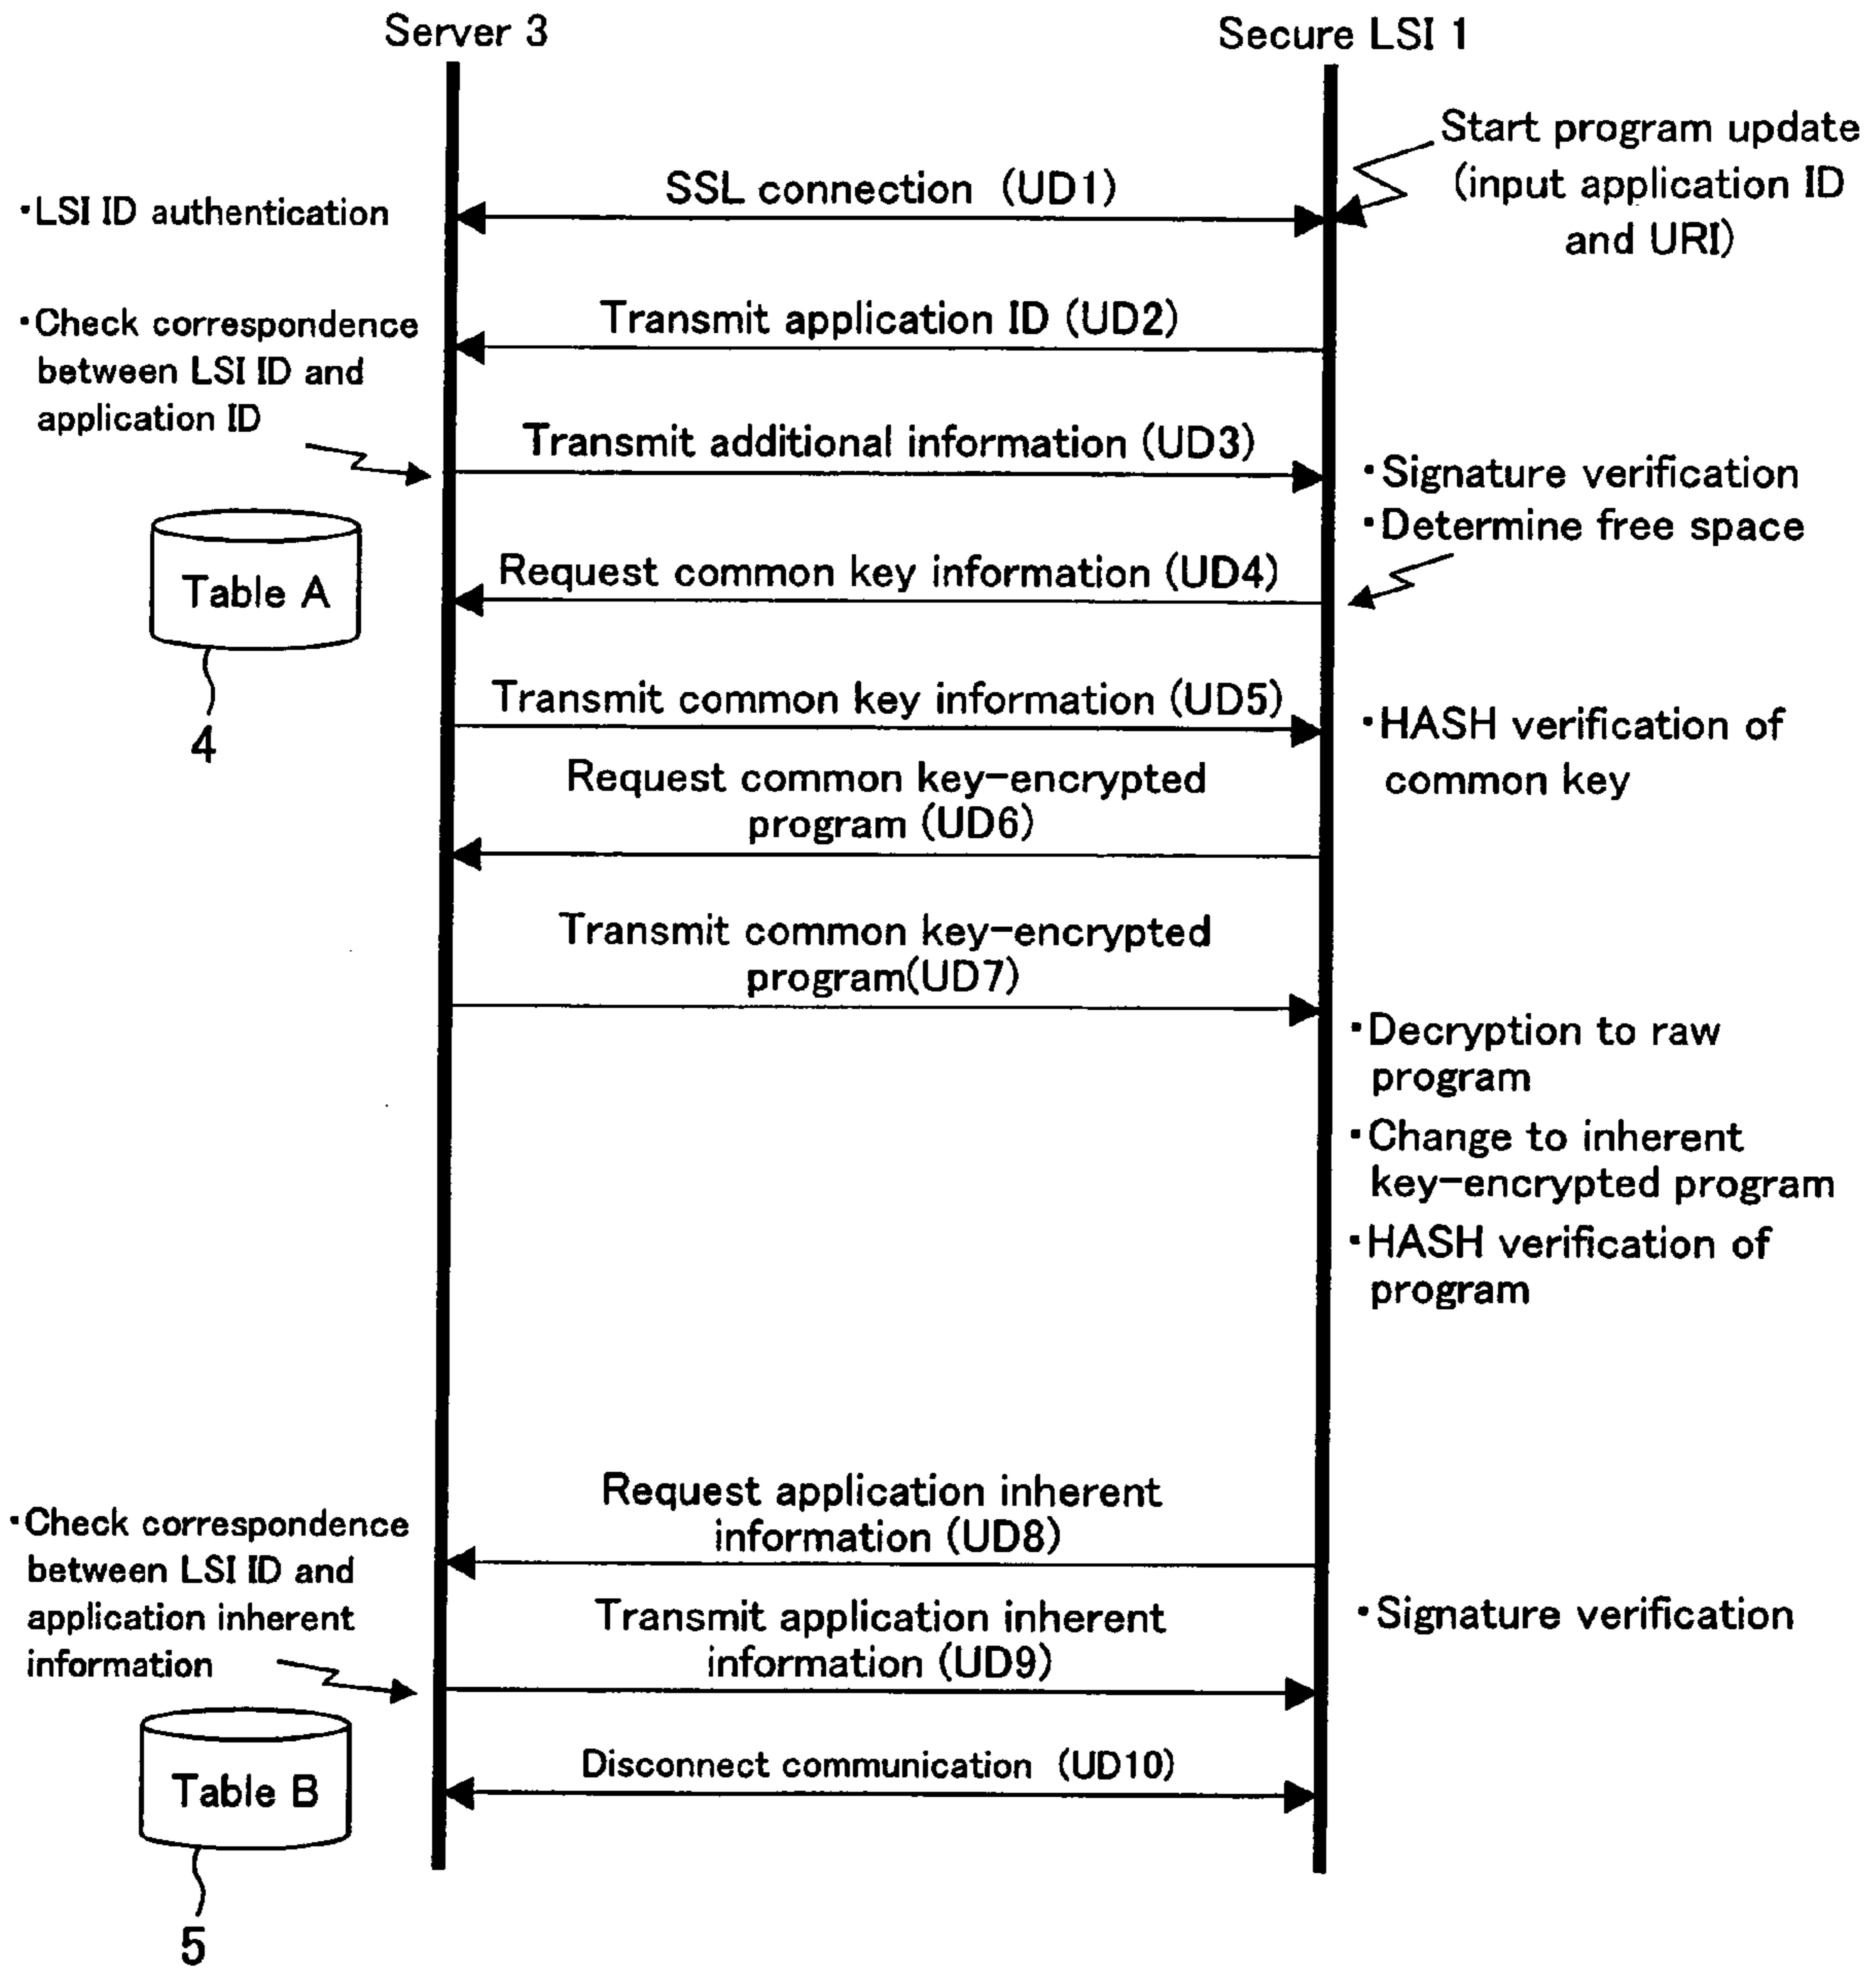 Server 3
Secure LSI 1
Start program update
(input application ID
and URI)
SSL connection (UD1)
・LSI ID authentication
Transmit application ID (UD2)
・Check correspondence
between LSI ID and
application ID
Transmit additional information (UD3)
・Signature verification
・Determine free space
Table A
4
Request common key information (UD4)
Transmit common key information (UD5)
・HASH verification of
common key
Request common key-encrypted
program (UD6)
Transmit common key-encrypted
program(UD7)
・Decryption to raw
program
・Change to inherent
key-encrypted program
・HASH verification of
program
Request application inherent
information (UD8)
・Check correspondence
between LSI ID and
application inherent
information
Transmit application inherent
information (UD9)
・Signature verification
Table B
5
Disconnect communication (UD10)